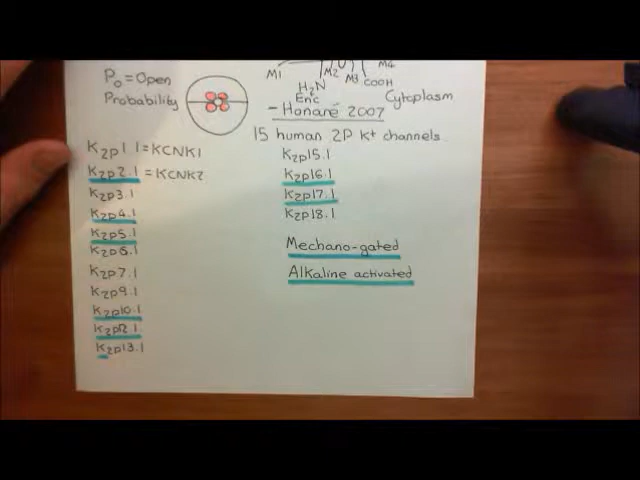 M4
M1
M2
M3
COOH
H2N
P0 = Open
Probability
Enc
Cytoplasm
- Honaré 2007
15 human 2P K+ channels
K2p1.1 = KCNK1
K2p2.1 = KCNK2
K2p3.1
K2p4.1
K2p5.1
K2p6.1
K2p7.1
K2p9.1
K2p10.1
K2p12.1
K2p13.1
K2p15.1
K2p16.1
K2p17.1
K2p18.1
Mechano-gated
Alkaline activated